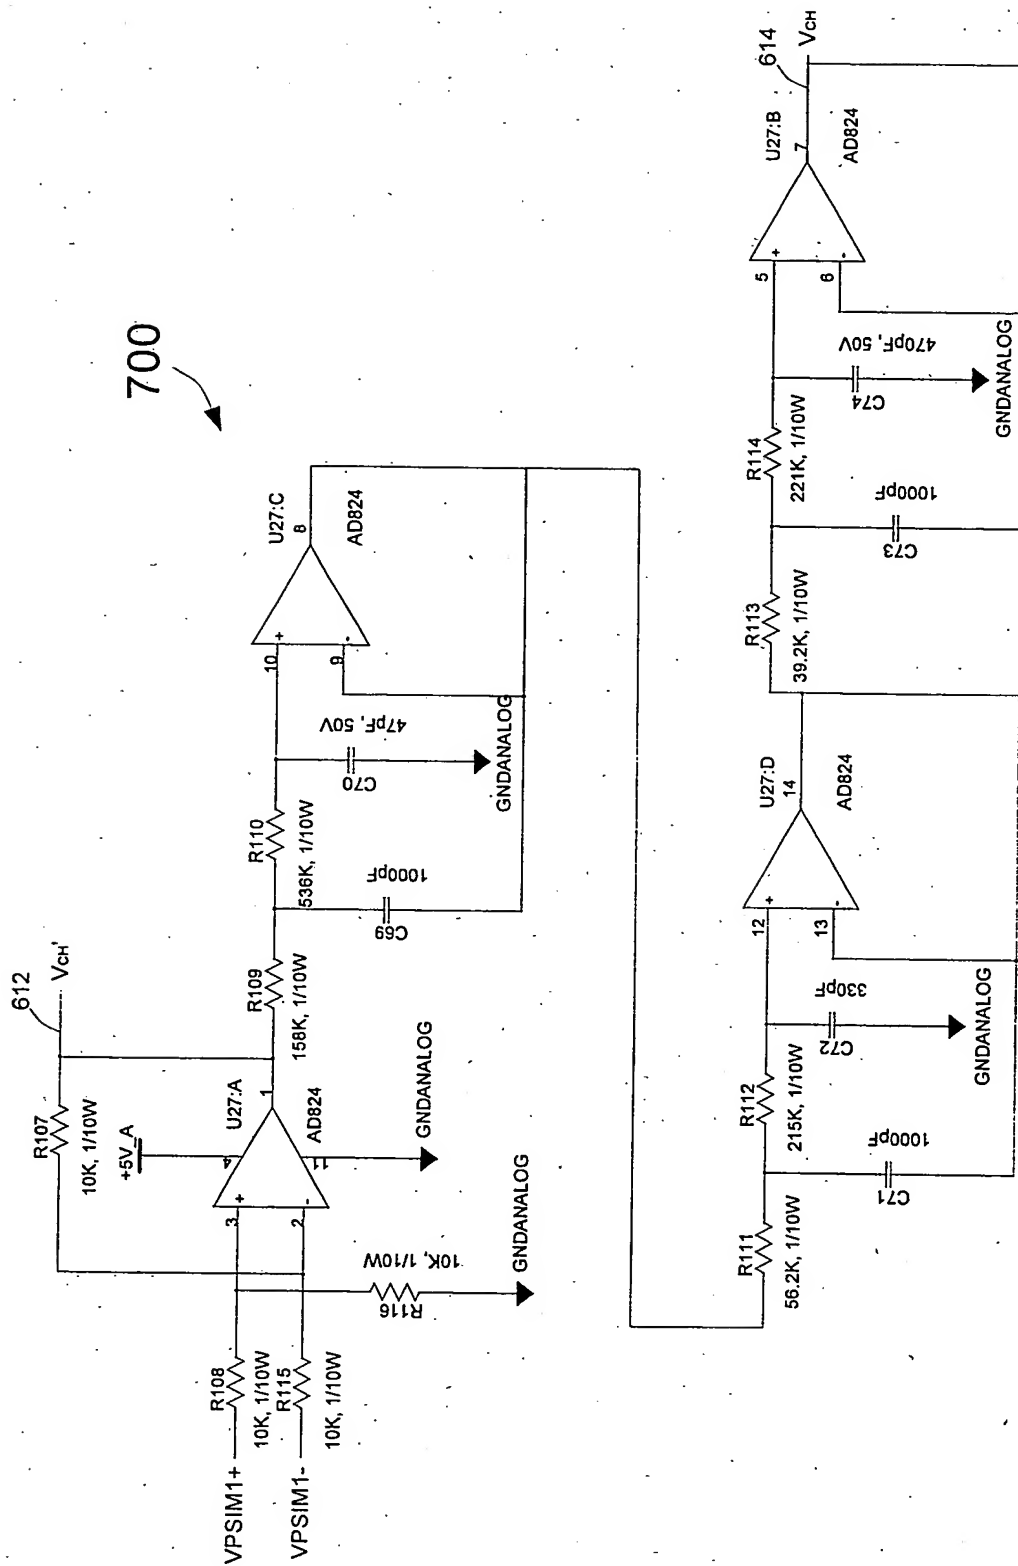 700
612
VCH'
R107
10K, 1/10W
+5V_A
U27:A
4
1
3
2
11
AD824
GNDANALOG
VPSIM1+
R108
10K, 1/10W
VPSIM1-
R115
10K, 1/10W
R116
10K, 1/10W
GNDANALOG
R109
158K, 1/10W
C69
1000pF
R110
536K, 1/10W
C70
47pF, 50V
GNDANALOG
U27:C
10
9
8
AD824
R111
56.2K, 1/10W
C71
1000pF
R112
215K, 1/10W
C72
330pF
GNDANALOG
U27:D
12
13
14
AD824
R113
39.2K, 1/10W
C73
1000pF
R114
221K, 1/10W
C74
470pF, 50V
GNDANALOG
U27:B
5
6
7
AD824
614
VCH